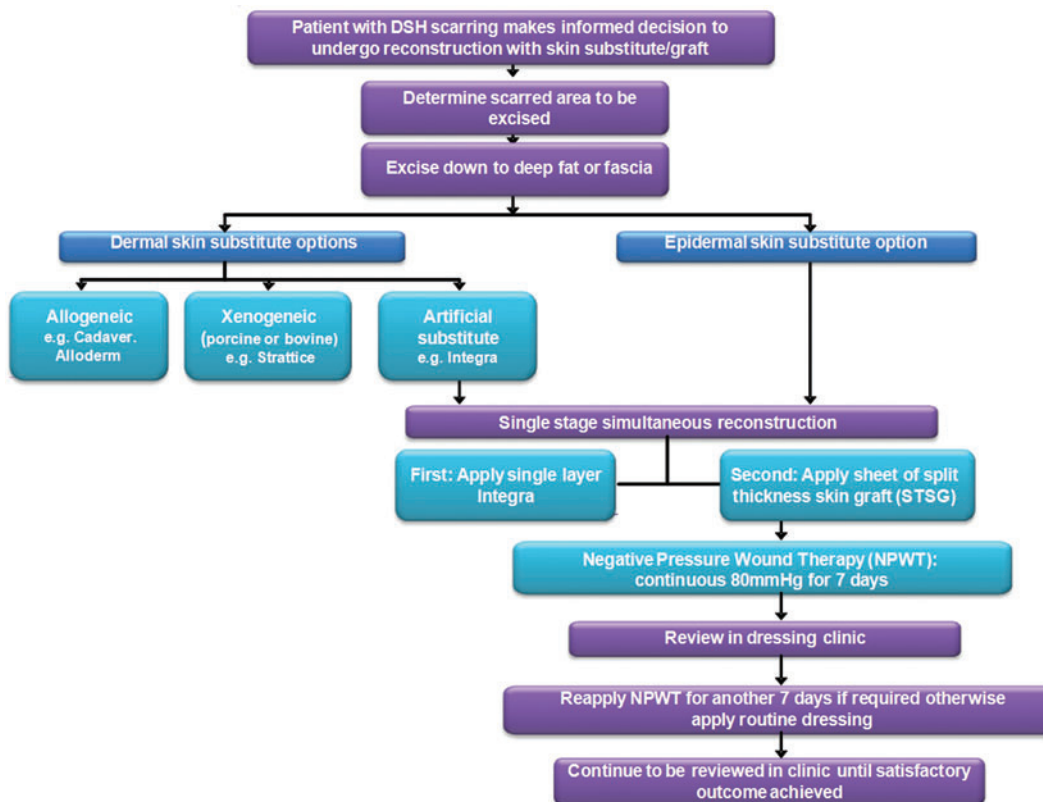 Patient with DSH scarring makes informed decision to
undergo reconstruction with skin substitute/graft
Determine scarred area to be
excised
Excise down to deep fat or fascia
Dermal skin substitute options
Epidermal skin substitute option
Allogeneic
e.g. Cadaver.
Alloderm
Xenogeneic
(porcine or bovine)
e.g. Strattice
Artificial
substitute
e.g. Integra
Single stage simultaneous reconstruction
First: Apply single layer
Integra
Second: Apply sheet of split
thickness skin graft (STSG)
Negative Pressure Wound Therapy (NPWT):
continuous 80mmHg for 7 days
Review in dressing clinic
Reapply NPWT for another 7 days if required otherwise
apply routine dressing
Continue to be reviewed in clinic until satisfactory
outcome achieved